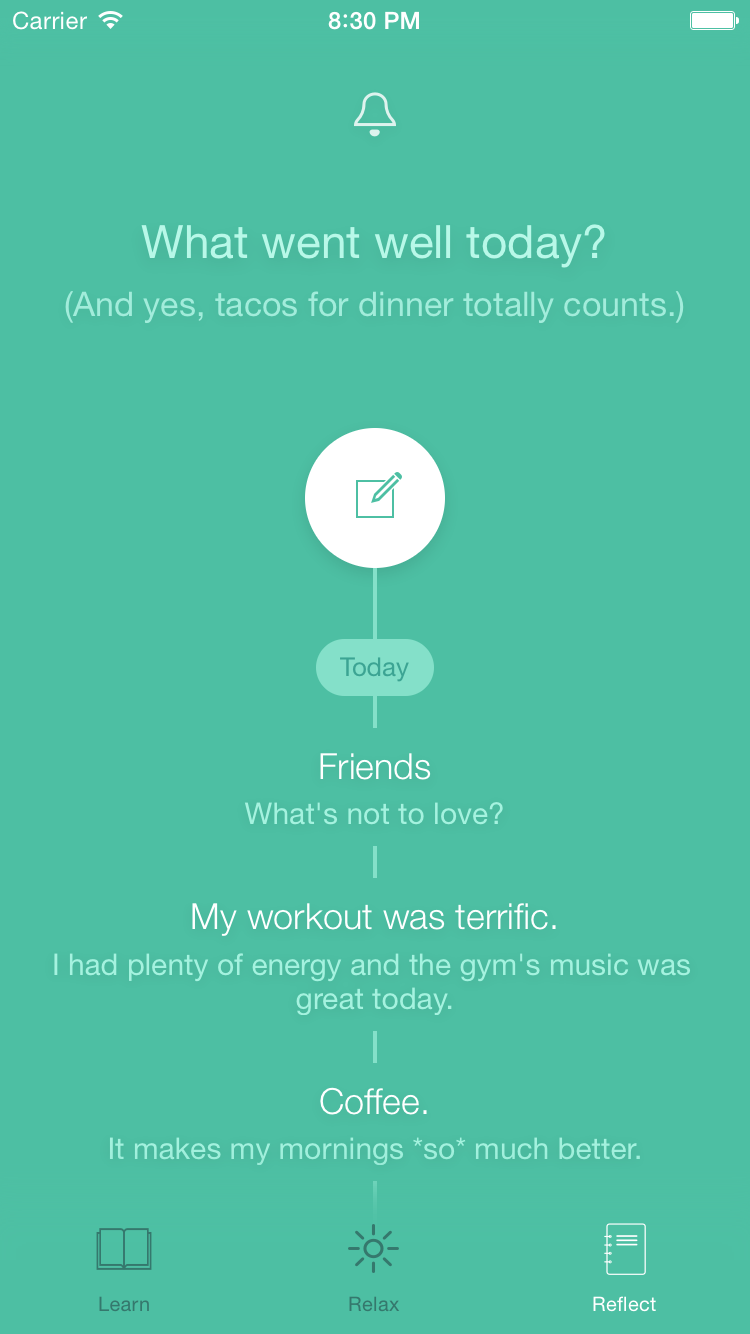 Carrier 8:30 PM
What went well today?
(And yes, tacos for dinner totally counts.)
Today
Friends
What's not to love?
My workout was terrific.
I had plenty of energy and the gym's music was
great today.
Coffee.
It makes my mornings *so* much better.
Learn Relax Reflect